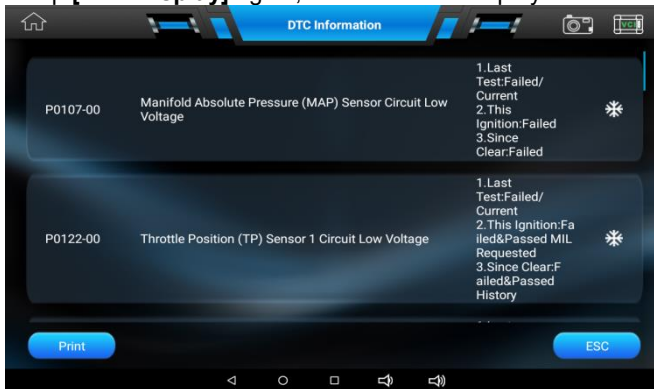 DTC Information
VCI
P0107-00
Manifold Absolute Pressure (MAP) Sensor Circuit Low
Voltage
1.Last
Test:Failed/
Current
2.This
Ignition:Failed
3.Since
Clear:Failed
P0122-00
Throttle Position (TP) Sensor 1 Circuit Low Voltage
1.Last
Test:Failed/
Current
2.This Ignition:Fa
iled&Passed MIL
Requested
3.Since Clear:F
ailed&Passed
History
Print
ESC